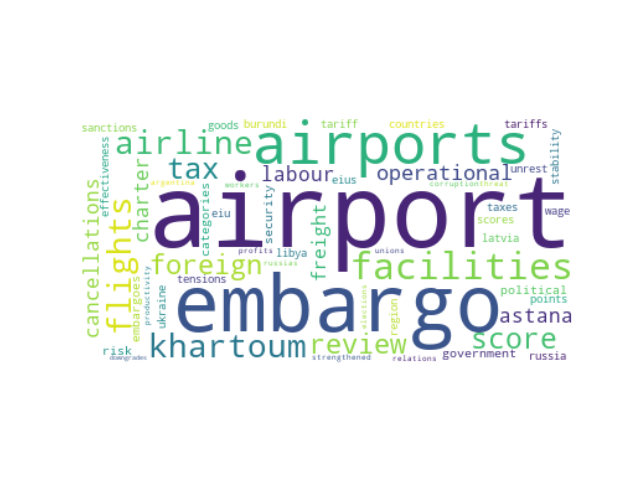 sanctions goods burundi tariff countries tariffs
airline airports
tax labour eius operational unrest
effectiveness stability
charter airport
argentina workers corruptionthreat
categories eiu security taxes wage
scores
cancellations flights latvia
libya profits unions
foreign freight russias facilities
tensions
embargoes productivity ukraine embargo elections region political
points
khartoum review score astana
risk government russia
downgrades strengthened relations